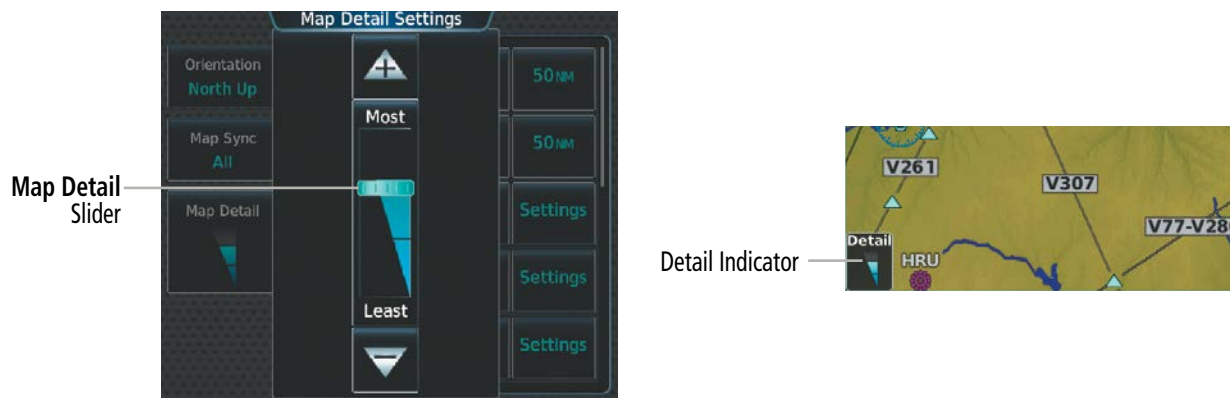 Map Detail Settings
Orientation
North Up
Map Sync
All
Map Detail
+
Most
Least
−
50NM
50NM
Settings
Settings
Settings
Map Detail
Slider
Detail Indicator
V261
V307
V77-V28
Detail
HRU